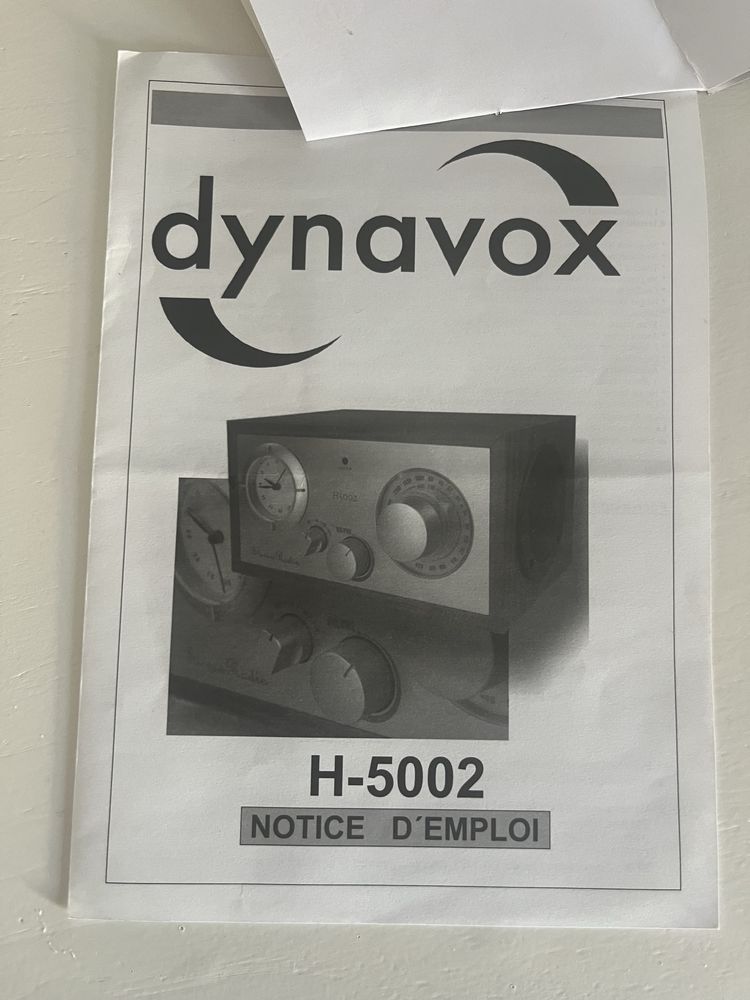 dynavox
H-5002
NOTICE D´EMPLOI